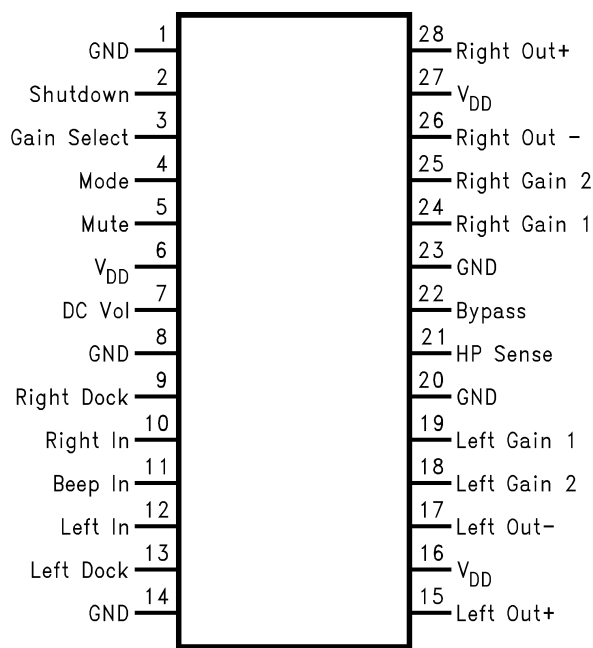 1 28
GND Right Out+
2 27
Shutdown VDD
3 26
Gain Select Right Out -
4 25
Mode Right Gain 2
5 24
Mute Right Gain 1
6 23
VDD GND
7 22
DC Vol Bypass
8 21
GND HP Sense
9 20
Right Dock GND
10 19
Right In Left Gain 1
11 18
Beep In Left Gain 2
12 17
Left In Left Out-
13 16
Left Dock VDD
14 15
GND Left Out+